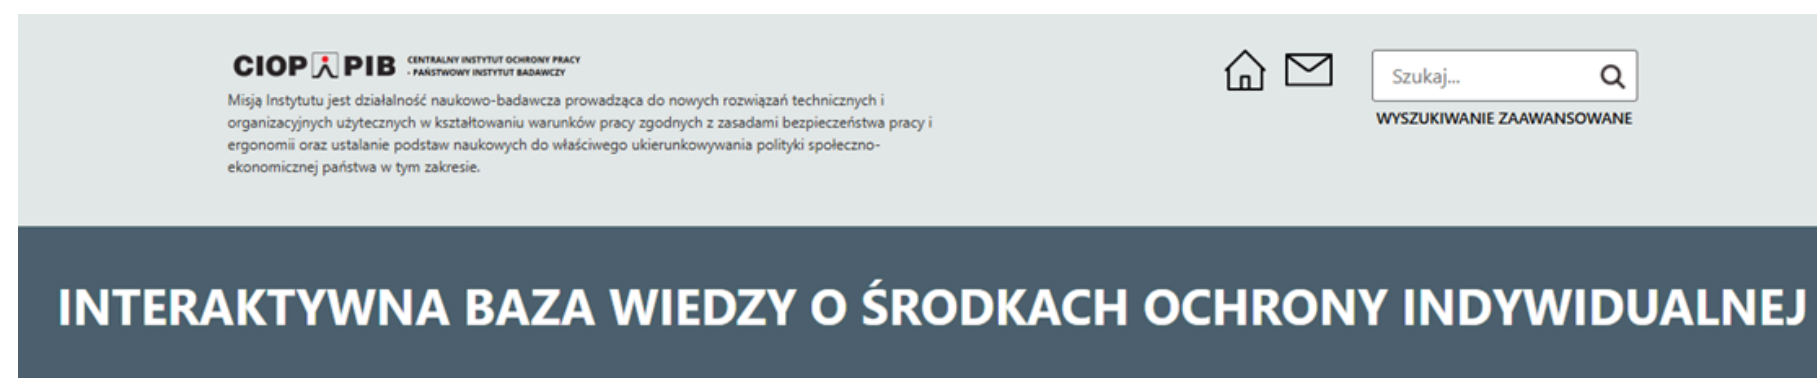 CIOP PIB CENTRALNY INSTYTUT OCHRONY PRACY
- PAŃSTWOWY INSTYTUT BADAWCZY
Misją Instytutu jest działalność naukowo-badawcza prowadząca do nowych rozwiązań technicznych i
organizacyjnych użytecznych w kształtowaniu warunków pracy zgodnych z zasadami bezpieczeństwa pracy i
ergonomii oraz ustalanie podstaw naukowych do właściwego ukierunkowywania polityki społeczno-
ekonomicznej państwa w tym zakresie.
Szukaj...
WYSZUKIWANIE ZAAWANSOWANE
INTERAKTYWNA BAZA WIEDZY O ŚRODKACH OCHRONY INDYWIDUALNEJ